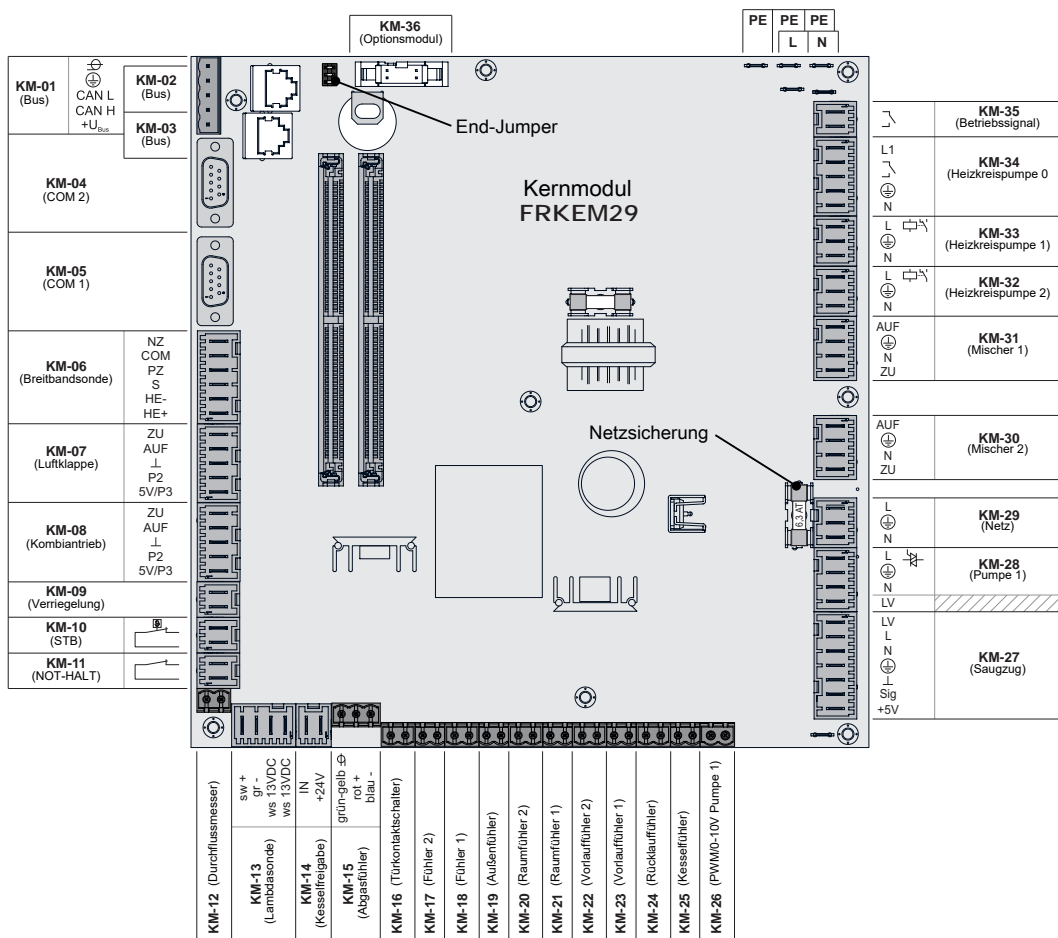 KM-36
(Optionsmodul)
PE PE PE
L N
KM-01
(Bus)
CAN L
CAN H
+U Bus
KM-02
(Bus)
KM-03
(Bus)
KM-04
(COM 2)
KM-05
(COM 1)
KM-06
(Breitbandsonde)
NZ
COM
PZ
S
HE-
HE+
KM-07
(Luftklappe)
ZU
AUF
⊥
P2
5V/P3
KM-08
(Kombiantrieb)
ZU
AUF
⊥
P2
5V/P3
KM-09
(Verriegelung)
KM-10
(STB)
KM-11
(NOT-HALT)
End-Jumper
Kernmodul
FRKEM29
Netzsicherung
6,3 AT
KM-35
(Betriebssignal)
L1
N
KM-34
(Heizkreispumpe 0
L
N
KM-33
(Heizkreispumpe 1)
L
N
KM-32
(Heizkreispumpe 2)
AUF
N
ZU
KM-31
(Mischer 1)
AUF
N
ZU
KM-30
(Mischer 2)
L
N
KM-29
(Netz)
L
N
LV
KM-28
(Pumpe 1)
LV
L
N
⊥
Sig
+5V
KM-27
(Saugzug)
KM-12 (Durchflussmesser)
sw +
gr -
ws 13VDC
ws 13VDC
KM-13
(Lambdasonde)
IN
+24V
KM-14
(Kesselfreigabe)
grün-gelb
rot +
blau -
KM-15
(Abgasfühler)
KM-16 (Türkontaktschalter)
KM-17 (Fühler 2)
KM-18 (Fühler 1)
KM-19 (Außenfühler)
KM-20 (Raumfühler 2)
KM-21 (Raumfühler 1)
KM-22 (Vorlauffühler 2)
KM-23 (Vorlauffühler 1)
KM-24 (Rücklauffühler)
KM-25 (Kesselfühler)
KM-26 (PWM/0-10V Pumpe 1)